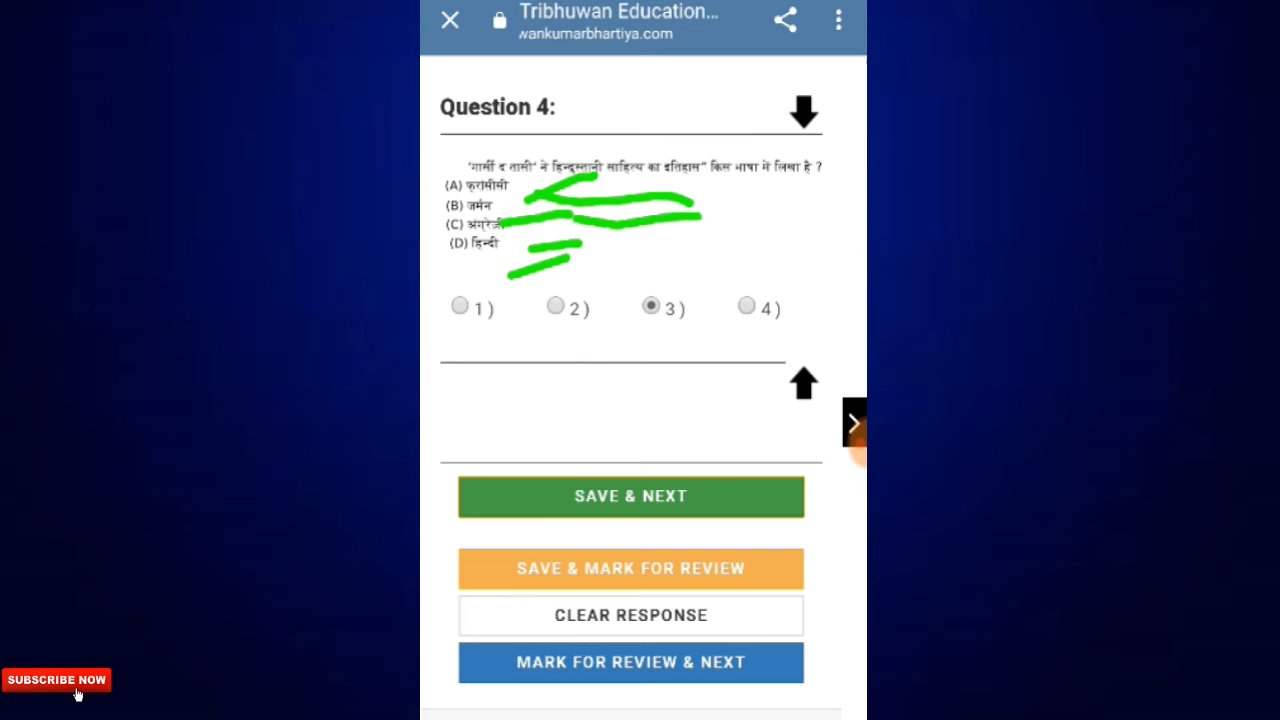 Tribhuwan Education...
wankumarbhartiya.com
Question 4:
'गार्सी द तासी' ने हिन्दुस्तानी साहित्य का इतिहास" किस भाषा में लिखा है ?
(A) फ्रांसीसी
(B) जर्मन
(C) अंग्रेजी
(D) हिन्दी
1 ) 2 ) 3 ) 4 )
SAVE & NEXT
SAVE & MARK FOR REVIEW
CLEAR RESPONSE
MARK FOR REVIEW & NEXT
SUBSCRIBE NOW